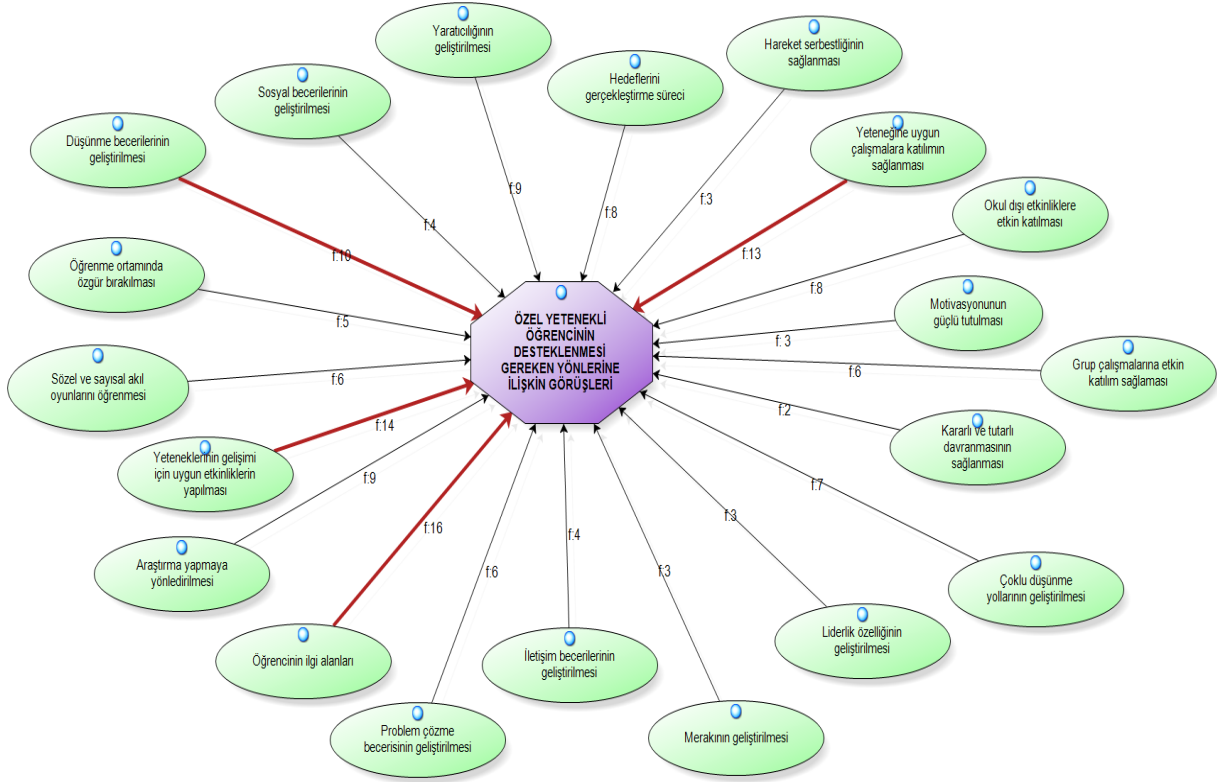 Yaratıcılığının
geliştirilmesi
Hareket serbestliğinin
sağlanması
Sosyal becerilerinin
geliştirilmesi
Hedeflerini
gerçekleştirme süreci
Düşünme becerilerinin
geliştirilmesi
Yeteneğine uygun
çalışmalara katılımın
sağlanması
Okul dışı etkinliklere
etkin katılması
f:9
f:8
f:3
f:4
f:10
f:13
Öğrenme ortamında
özgür bırakılması
f:5
f:8
Motivasyonunun
güçlü tutulması
f: 3
ÖZEL YETENEKLİ
ÖĞRENCİNİN
DESTEKLENMESİ
GEREKEN YÖNLERİNE
İLİŞKİN GÖRÜŞLERİ
Sözel ve sayısal akıl
oyunlarını öğrenmesi
f:6
f:6
Grup çalışmalarına etkin
katılım sağlaması
f:2
Kararlı ve tutarlı
davranmasının
sağlanması
Yeteneklerinin gelişimi
için uygun etkinliklerin
yapılması
f:14
f:9
f:7
Araştırma yapmaya
yönledirilmesi
f:16
f:6
f:4
f:3
f:3
Çoklu düşünme
yollarının geliştirilmesi
Liderlik özelliğinin
geliştirilmesi
Öğrencinin ilgi alanları
İletişim becerilerinin
geliştirilmesi
Problem çözme
becerisinin geliştirilmesi
Merakının geliştirilmesi